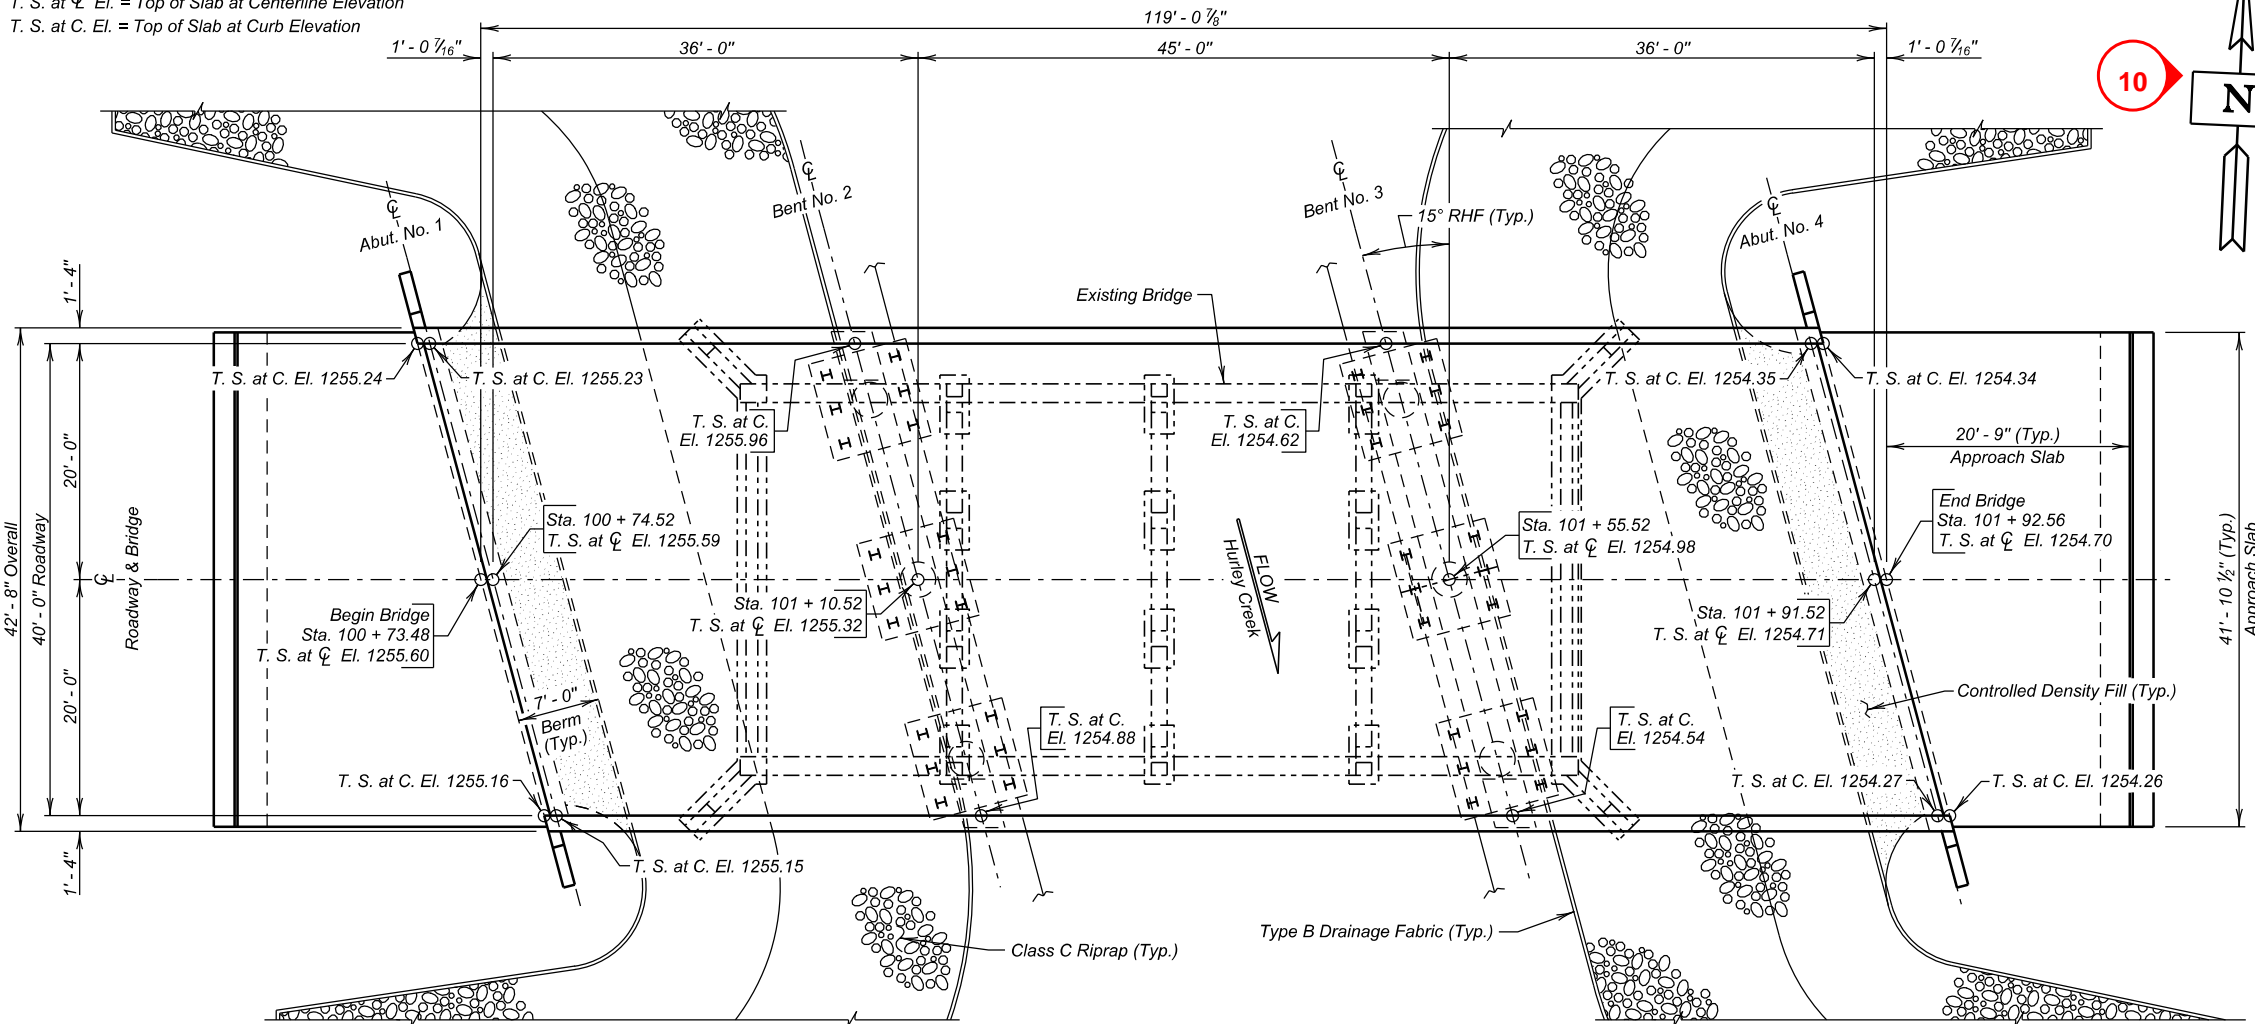 T. S. at ℄ El. = Top of Slab at Centerline Elevation
T. S. at C. El. = Top of Slab at Curb Elevation
119' - 0 7/8"
1' - 0 7/16"
36' - 0"
45' - 0"
36' - 0"
1' - 0 7/16"
10
N
℄
Abut. No. 1
℄
Bent No. 2
℄
Bent No. 3
15° RHF (Typ.)
℄
Abut. No. 4
1' - 4"
Existing Bridge
T. S. at C. El. 1255.24
T. S. at C. El. 1255.23
T. S. at C.
El. 1255.96
T. S. at C.
El. 1254.62
T. S. at C. El. 1254.35
T. S. at C. El. 1254.34
20' - 9" (Typ.)
Approach Slab
20' - 0"
42' - 8" Overall
40' - 0" Roadway
℄
Roadway & Bridge
Sta. 100 + 74.52
T. S. at ℄ El. 1255.59
Sta. 101 + 55.52
T. S. at ℄ El. 1254.98
End Bridge
Sta. 101 + 92.56
T. S. at ℄ El. 1254.70
FLOW
Hurley Creek
Begin Bridge
Sta. 100 + 73.48
T. S. at ℄ El. 1255.60
Sta. 101 + 10.52
T. S. at ℄ El. 1255.32
Sta. 101 + 91.52
T. S. at ℄ El. 1254.71
41' - 10 1/2" (Typ.)
Approach Slab
20' - 0"
7' - 0"
Berm
(Typ.)
Controlled Density Fill (Typ.)
T. S. at C.
El. 1254.88
T. S. at C.
El. 1254.54
T. S. at C. El. 1255.16
T. S. at C. El. 1254.27
T. S. at C. El. 1254.26
1' - 4"
T. S. at C. El. 1255.15
Class C Riprap (Typ.)
Type B Drainage Fabric (Typ.)